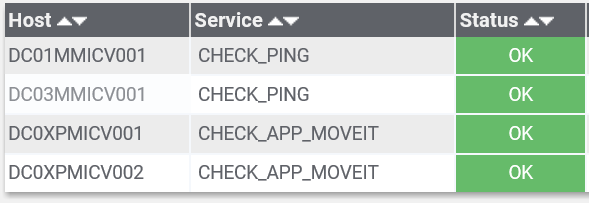 Host Service Status
DC01MMICV001 CHECK_PING OK
DC03MMICV001 CHECK_PING OK
DC0XPMICV001 CHECK_APP_MOVEIT OK
DC0XPMICV002 CHECK_APP_MOVEIT OK